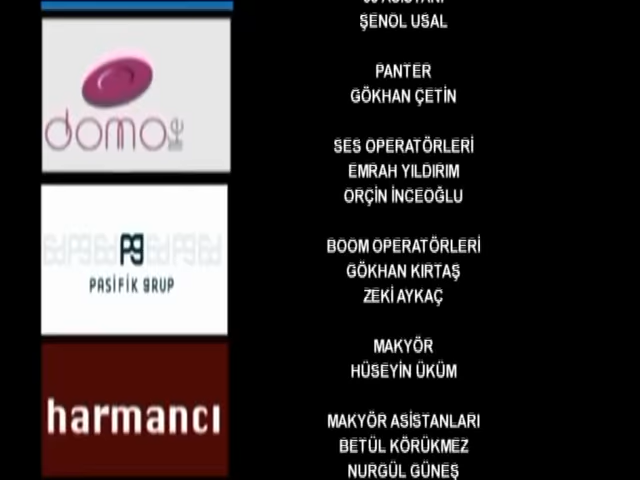 domo
life
PASİFİK GRUP
harmancı
ŞENOL USAL
PANTER
GÖKHAN ÇETİN
SES OPERATÖRLERİ
EMRAH YILDIRIM
ORÇİN İNCEOĞLU
BOOM OPERATÖRLERİ
GÖKHAN KIRTAŞ
ZEKİ AYKAÇ
MAKYÖR
HÜSEYİN ÜKÜM
MAKYÖR ASİSTANLARI
BETÜL KÖRÜKMEZ
NURGÜL GÜNEŞ